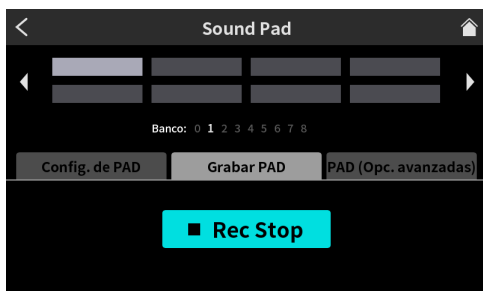 Sound Pad
Banco: 0 1 2 3 4 5 6 7 8
Config. de PAD Grabar PAD PAD (Opc. avanzadas)
Rec Stop